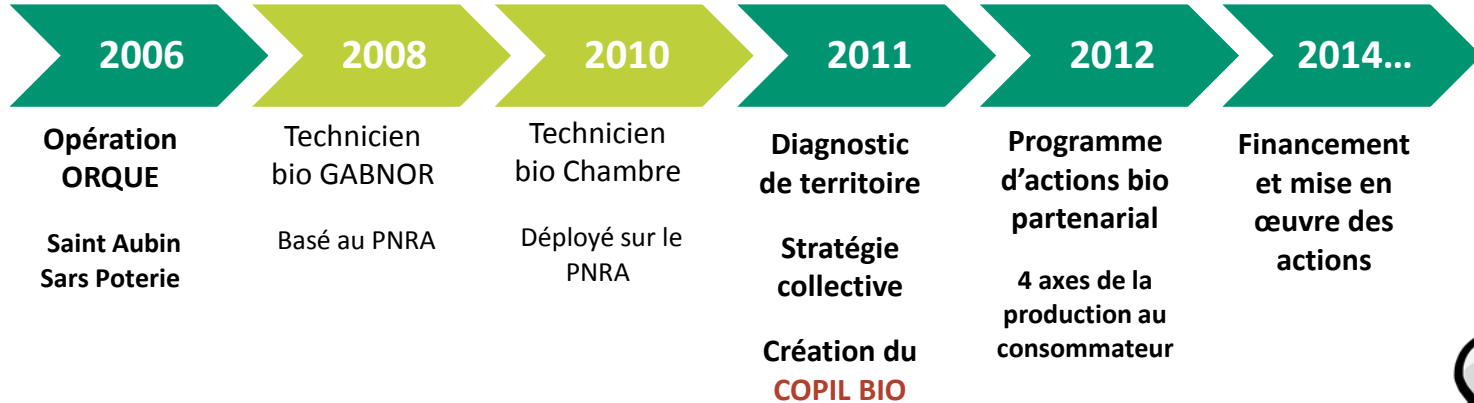 2006
2008
2010
2011
2012
2014...
Opération
ORQUE
Saint Aubin
Sars Poterie
Technicien
bio GABNOR
Basé au PNRA
Technicien
bio Chambre
Déployé sur le
PNRA
Diagnostic
de territoire
Stratégie
collective
Création du
COPIL BIO
Programme
d’actions bio
partenarial
4 axes de la
production au
consommateur
Financement
et mise en
œuvre des
actions